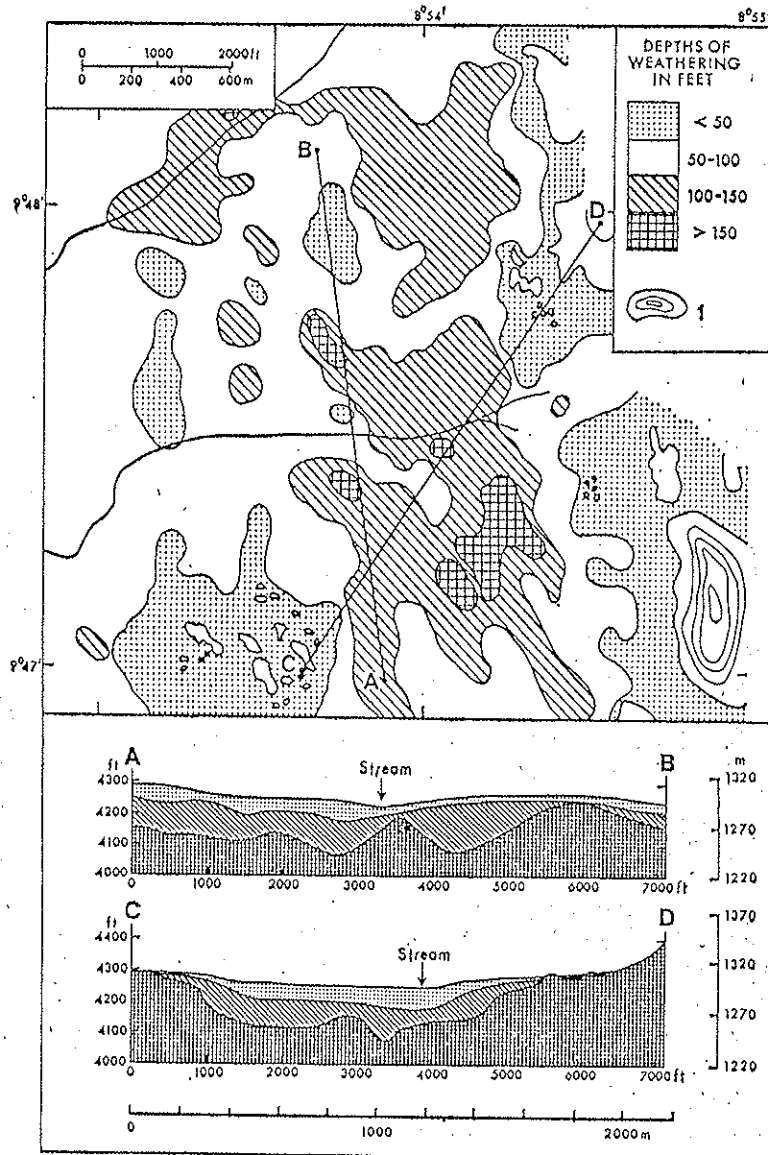 8°54'
8°55'
0 1000 2000ft
0 200 400 600m
DEPTHS OF
WEATHERING
IN FEET
< 50
50-100
100-150
> 150
1
B
9°48'
D
C
A
9°47'
A
B
ft
m
Stream
4300
4200
4100
4000
1320
1270
1220
0 1000 2000 3000 4000 5000 6000 7000 ft
C
D
ft
4400
4300
4200
4100
4000
Stream
1370
1320
1270
1220
0 1000 2000 3000 4000 5000 6000 7000 ft
0 1000 2000 m